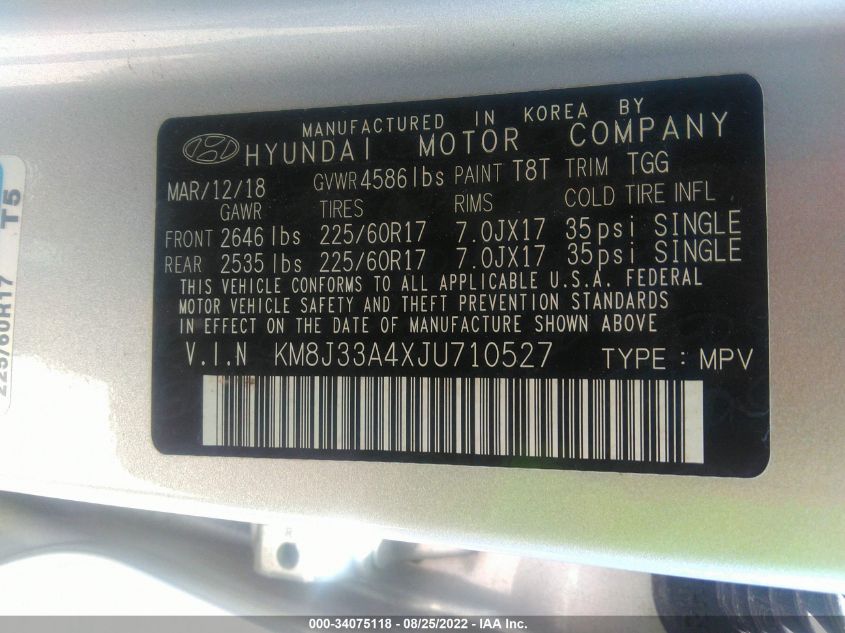 MANUFACTURED IN KOREA BY
HYUNDAI MOTOR COMPANY
MAR/12/18 GVWR 4586 lbs PAINT T8T TRIM TGG
GAWR TIRES RIMS COLD TIRE INFL
FRONT 2646 lbs 225/60R17 7.0JX17 35psi SINGLE
REAR 2535 lbs 225/60R17 7.0JX17 35psi SINGLE
THIS VEHICLE CONFORMS TO ALL APPLICABLE U.S.A. FEDERAL
MOTOR VEHICLE SAFETY AND THEFT PREVENTION STANDARDS
IN EFFECT ON THE DATE OF MANUFACTURE SHOWN ABOVE
V.I.N KM8J33A4XJU710527 TYPE : MPV
225/60R17 T5
000-34075118 - 08/25/2022 - IAA Inc.